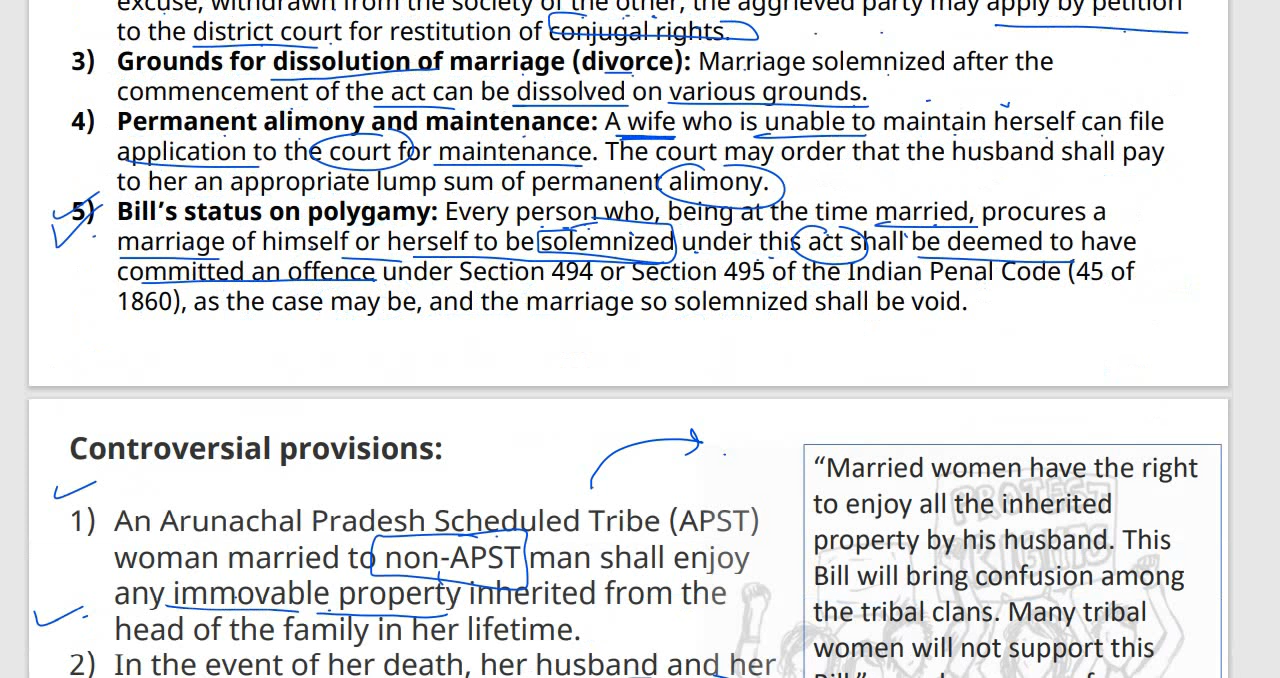 excuse, withdrawn from the society of the other, the aggrieved party may apply by petition
to the district court for restitution of conjugal rights.
3) Grounds for dissolution of marriage (divorce): Marriage solemnized after the
commencement of the act can be dissolved on various grounds.
4) Permanent alimony and maintenance: A wife who is unable to maintain herself can file
application to the court for maintenance. The court may order that the husband shall pay
to her an appropriate lump sum of permanent alimony.
5) Bill’s status on polygamy: Every person who, being at the time married, procures a
marriage of himself or herself to be solemnized under this act shall be deemed to have
committed an offence under Section 494 or Section 495 of the Indian Penal Code (45 of
1860), as the case may be, and the marriage so solemnized shall be void.
Controversial provisions:
1) An Arunachal Pradesh Scheduled Tribe (APST)
woman married to non-APST man shall enjoy
any immovable property inherited from the
head of the family in her lifetime.
2) In the event of her death, her husband and her
“Married women have the right
to enjoy all the inherited
property by his husband. This
Bill will bring confusion among
the tribal clans. Many tribal
women will not support this
PROTEST
RIGHTS